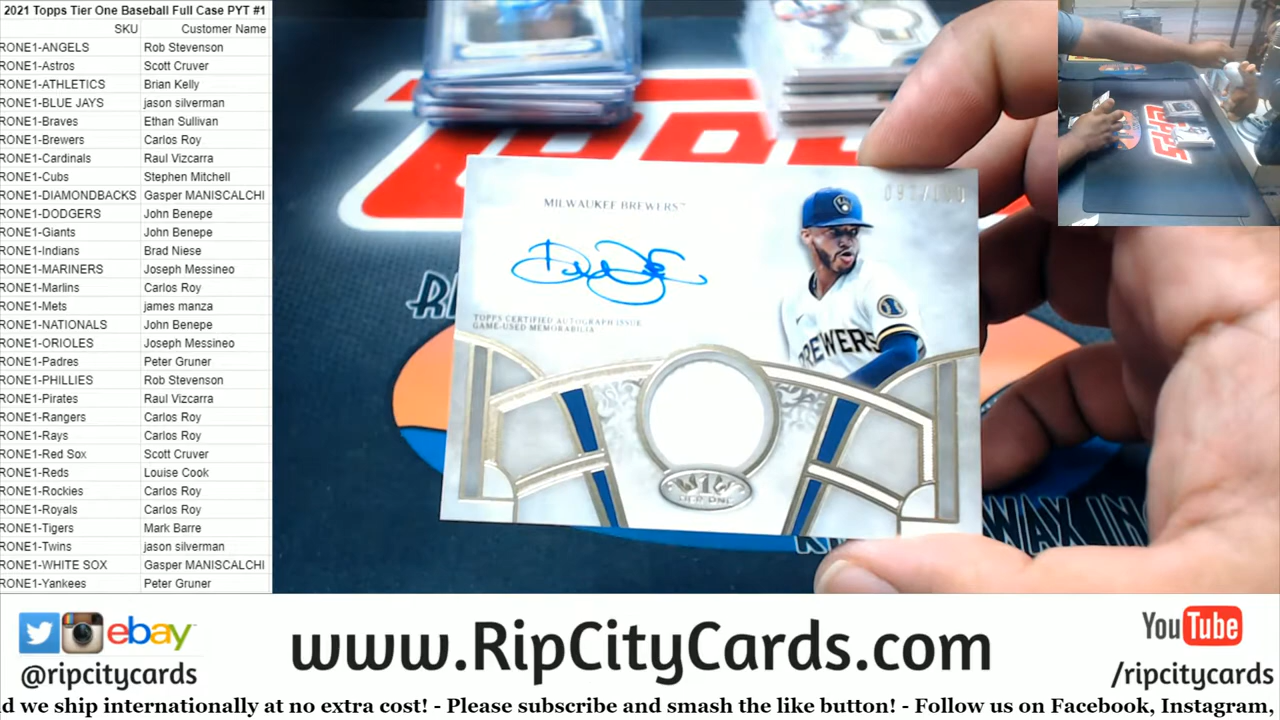 2021 Topps Tier One Baseball Full Case PYT #1
SKU Customer Name
RONE1-ANGELS Rob Stevenson
RONE1-Astros Scott Cruver
RONE1-ATHLETICS Brian Kelly
RONE1-BLUE JAYS jason silverman
RONE1-Braves Ethan Sullivan
RONE1-Brewers Carlos Roy
RONE1-Cardinals Raul Vizcarra
RONE1-Cubs Stephen Mitchell
RONE1-DIAMONDBACKS Gasper MANISCALCHI
RONE1-DODGERS John Benepe
RONE1-Giants John Benepe
RONE1-Indians Brad Niese
RONE1-MARINERS Joseph Messineo
RONE1-Marlins Carlos Roy
RONE1-Mets james manza
RONE1-NATIONALS John Benepe
RONE1-ORIOLES Joseph Messineo
RONE1-Padres Peter Gruner
RONE1-PHILLIES Rob Stevenson
RONE1-Pirates Raul Vizcarra
RONE1-Rangers Carlos Roy
RONE1-Rays Carlos Roy
RONE1-Red Sox Scott Cruver
RONE1-Reds Louise Cook
RONE1-Rockies Carlos Roy
RONE1-Royals Carlos Roy
RONE1-Tigers Mark Barre
RONE1-Twins jason silverman
RONE1-WHITE SOX Gasper MANISCALCHI
RONE1-Yankees Peter Gruner
MILWAUKEE BREWERS™
TOPPS CERTIFIED AUTOGRAPH ISSUE
GAME-USED MEMORABILIA
BREWERS
TIER ONE
WAX IN
ebay
@ripcitycards
www.RipCityCards.com
YouTube
/ripcitycards
d we ship internationally at no extra cost! - Please subscribe and smash the like button! - Follow us on Facebook, Instagram,